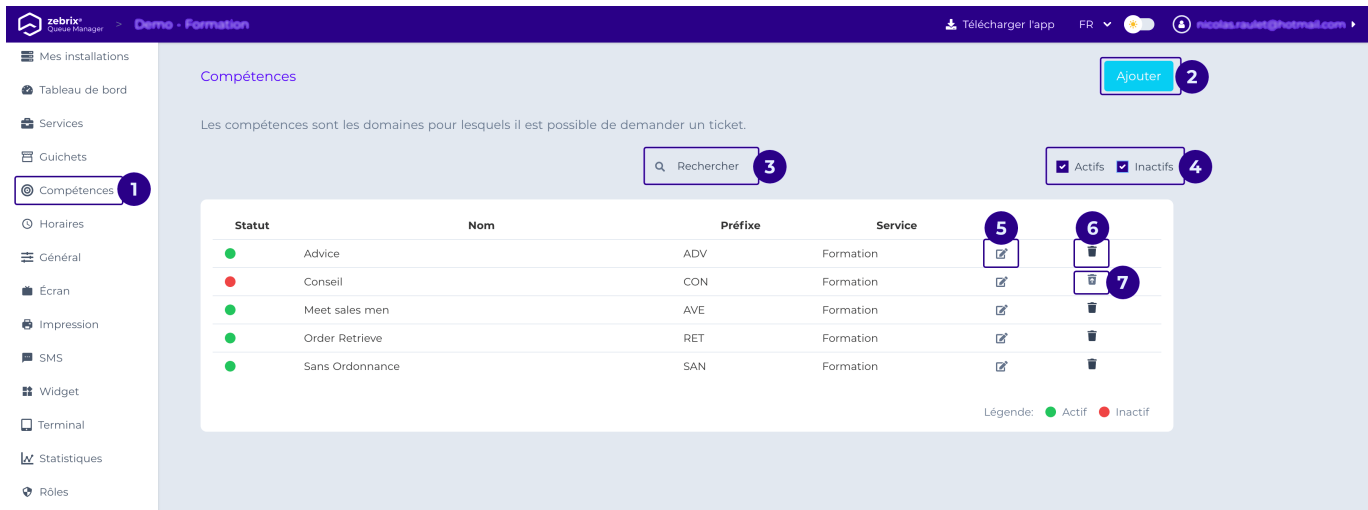 zebrix®
Queue Manager > Demo - Formation Télécharger l'app FR nicolas.raulet@hotmail.com
Mes installations
Tableau de bord
Services
Guichets
Compétences 1
Horaires
Général
Écran
Impression
SMS
Widget
Terminal
Statistiques
Rôles
Compétences
Ajouter 2
Les compétences sont les domaines pour lesquels il est possible de demander un ticket.
Rechercher 3
Actifs Inactifs 4
Statut Nom Préfixe Service 5 6
Advice ADV Formation
Conseil CON Formation 7
Meet sales men AVE Formation
Order Retrieve RET Formation
Sans Ordonnance SAN Formation
Légende: Actif Inactif